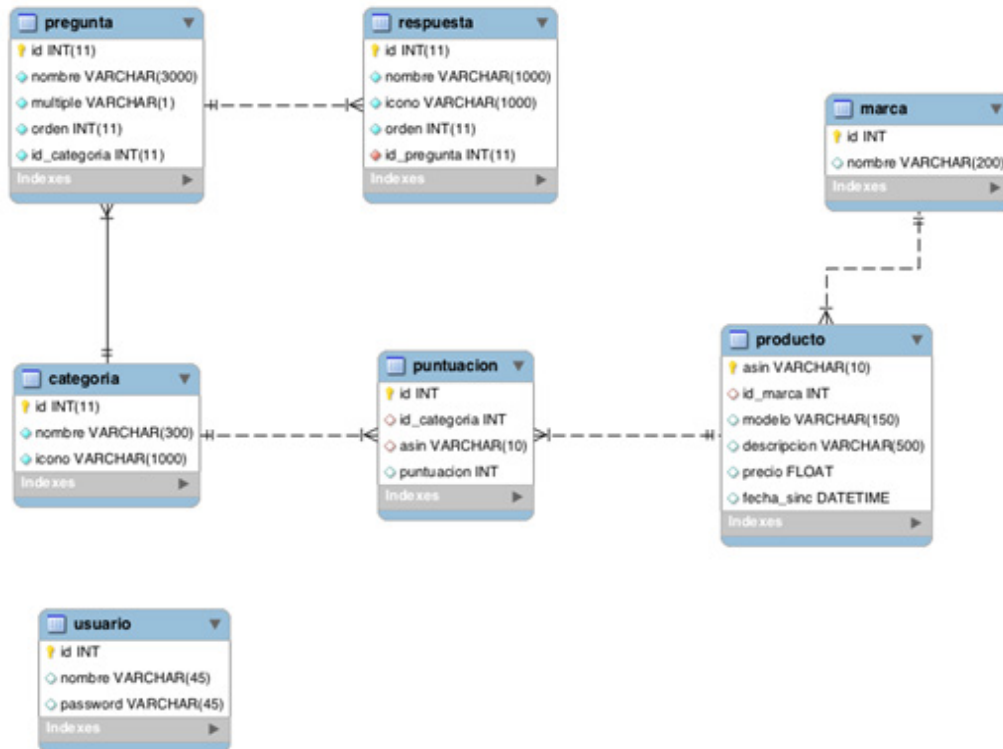 pregunta
id INT(11)
nombre VARCHAR(3000)
multiple VARCHAR(1)
orden INT(11)
id_categoria INT(11)
Indexes
respuesta
id INT(11)
nombre VARCHAR(1000)
icono VARCHAR(1000)
orden INT(11)
id_pregunta INT(11)
Indexes
marca
id INT
nombre VARCHAR(200)
Indexes
categoria
id INT(11)
nombre VARCHAR(300)
icono VARCHAR(1000)
Indexes
puntuacion
id INT
id_categoria INT
asin VARCHAR(10)
puntuacion INT
Indexes
producto
asin VARCHAR(10)
id_marca INT
modelo VARCHAR(150)
descripcion VARCHAR(500)
precio FLOAT
fecha_sinc DATETIME
Indexes
usuario
id INT
nombre VARCHAR(45)
password VARCHAR(45)
Indexes